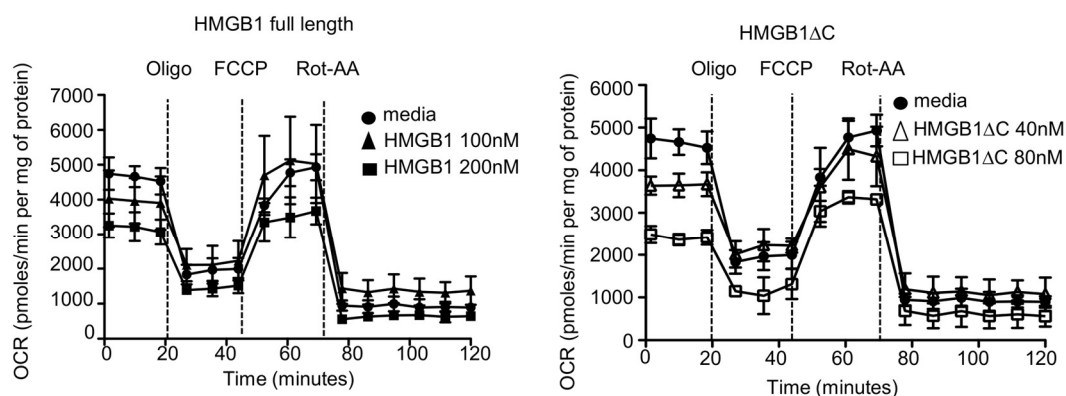 HMGB1 full length
Oligo FCCP Rot-AA
OCR (pmoles/min per mg of protein)
7000
6000
5000
4000
3000
2000
1000
0
media
HMGB1 100nM
HMGB1 200nM
0 20 40 60 80 100 120
Time (minutes)
HMGB1ΔC
Oligo FCCP Rot-AA
OCR (pmoles/min per mg of protein)
6000
5000
4000
3000
2000
1000
0
media
HMGB1ΔC 40nM
HMGB1ΔC 80nM
0 20 40 60 80 100 120
Time (minutes)